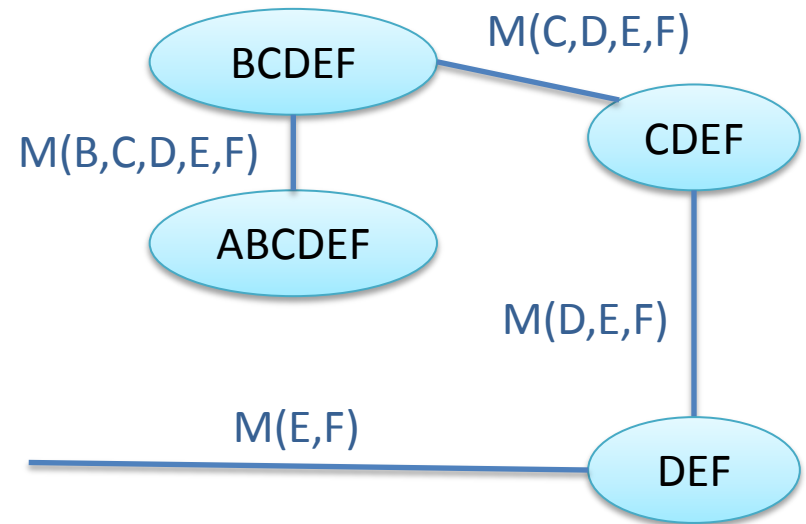 M(C,D,E,F)
BCDEF
CDEF
M(B,C,D,E,F)
ABCDEF
M(D,E,F)
M(E,F)
DEF